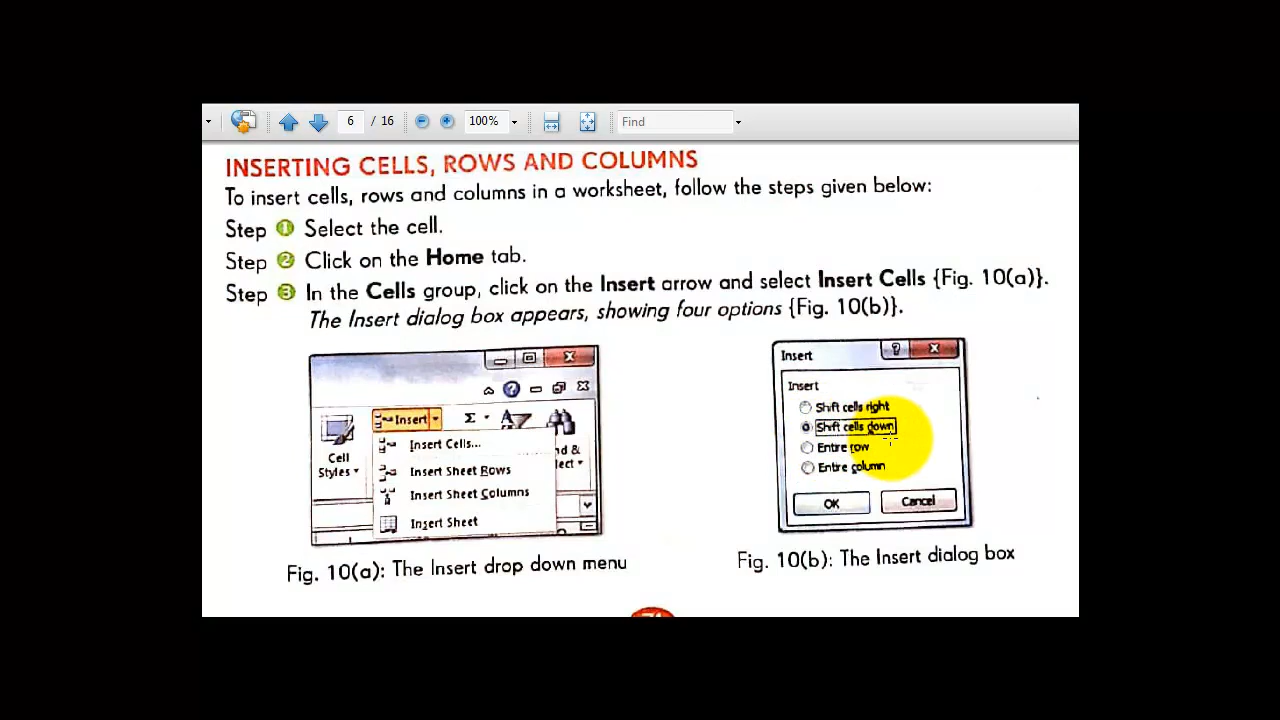 6 / 16 100% Find
INSERTING CELLS, ROWS AND COLUMNS
To insert cells, rows and columns in a worksheet, follow the steps given below:
Step 1 Select the cell.
Step 2 Click on the Home tab.
Step 3 In the Cells group, click on the Insert arrow and select Insert Cells {Fig. 10(a)}.
The Insert dialog box appears, showing four options {Fig. 10(b)}.
Insert
Σ
Cell
Styles
Insert Cells...
Insert Sheet Rows
Insert Sheet Columns
Insert Sheet
nd &
lect
Insert
Insert
Shift cells right
Shift cells down
Entire row
Entire column
OK Cancel
Fig. 10(a): The Insert drop down menu
Fig. 10(b): The Insert dialog box